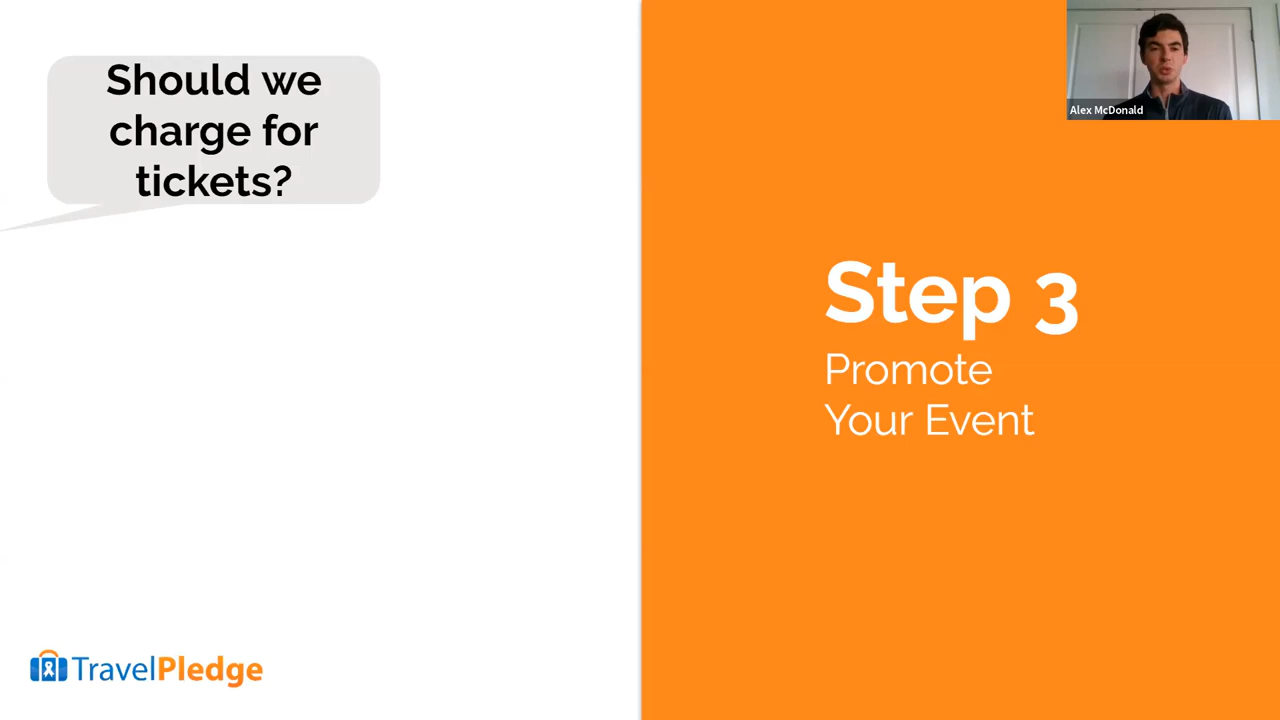 Should we
charge for
tickets?
Alex McDonald
Step 3
Promote
Your Event
TravelPledge